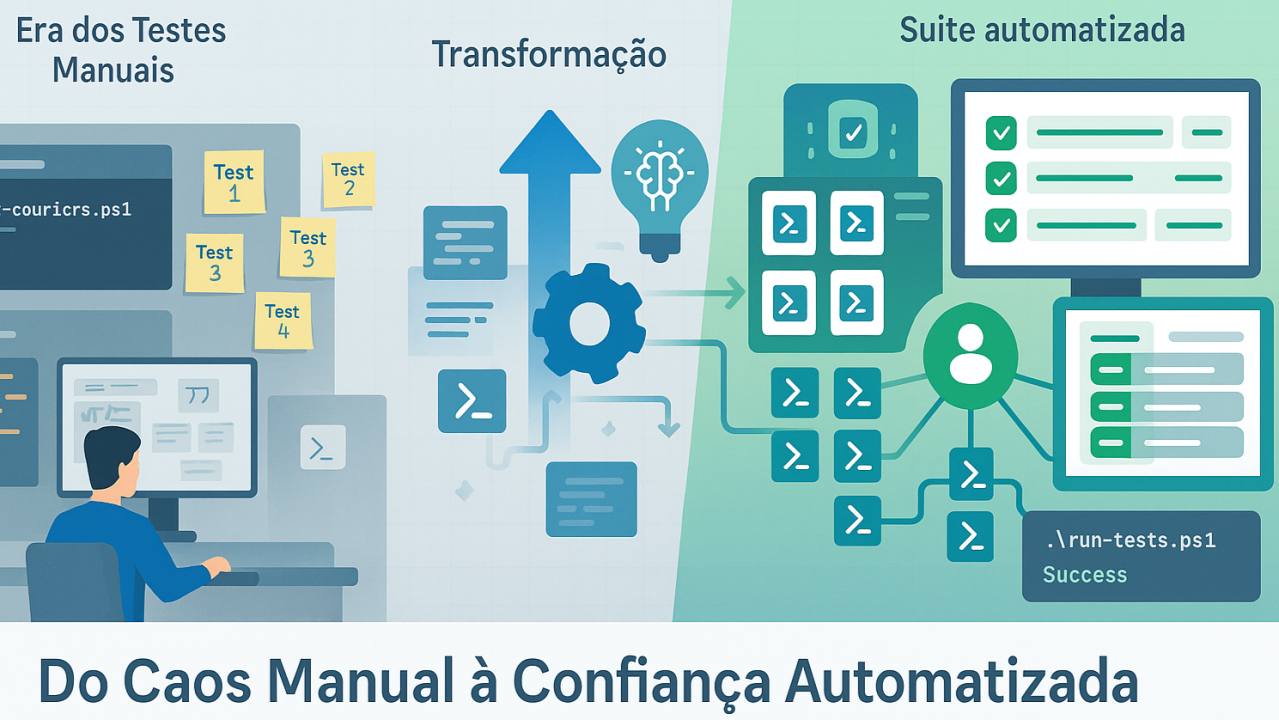 Era dos Testes
Manuais
Transformação
Suite automatizada
-couricrs.ps1
Test
1
Test
2
Test
3
Test
3
Test
4
.\run-tests.ps1
Success
Do Caos Manual à Confiança Automatizada